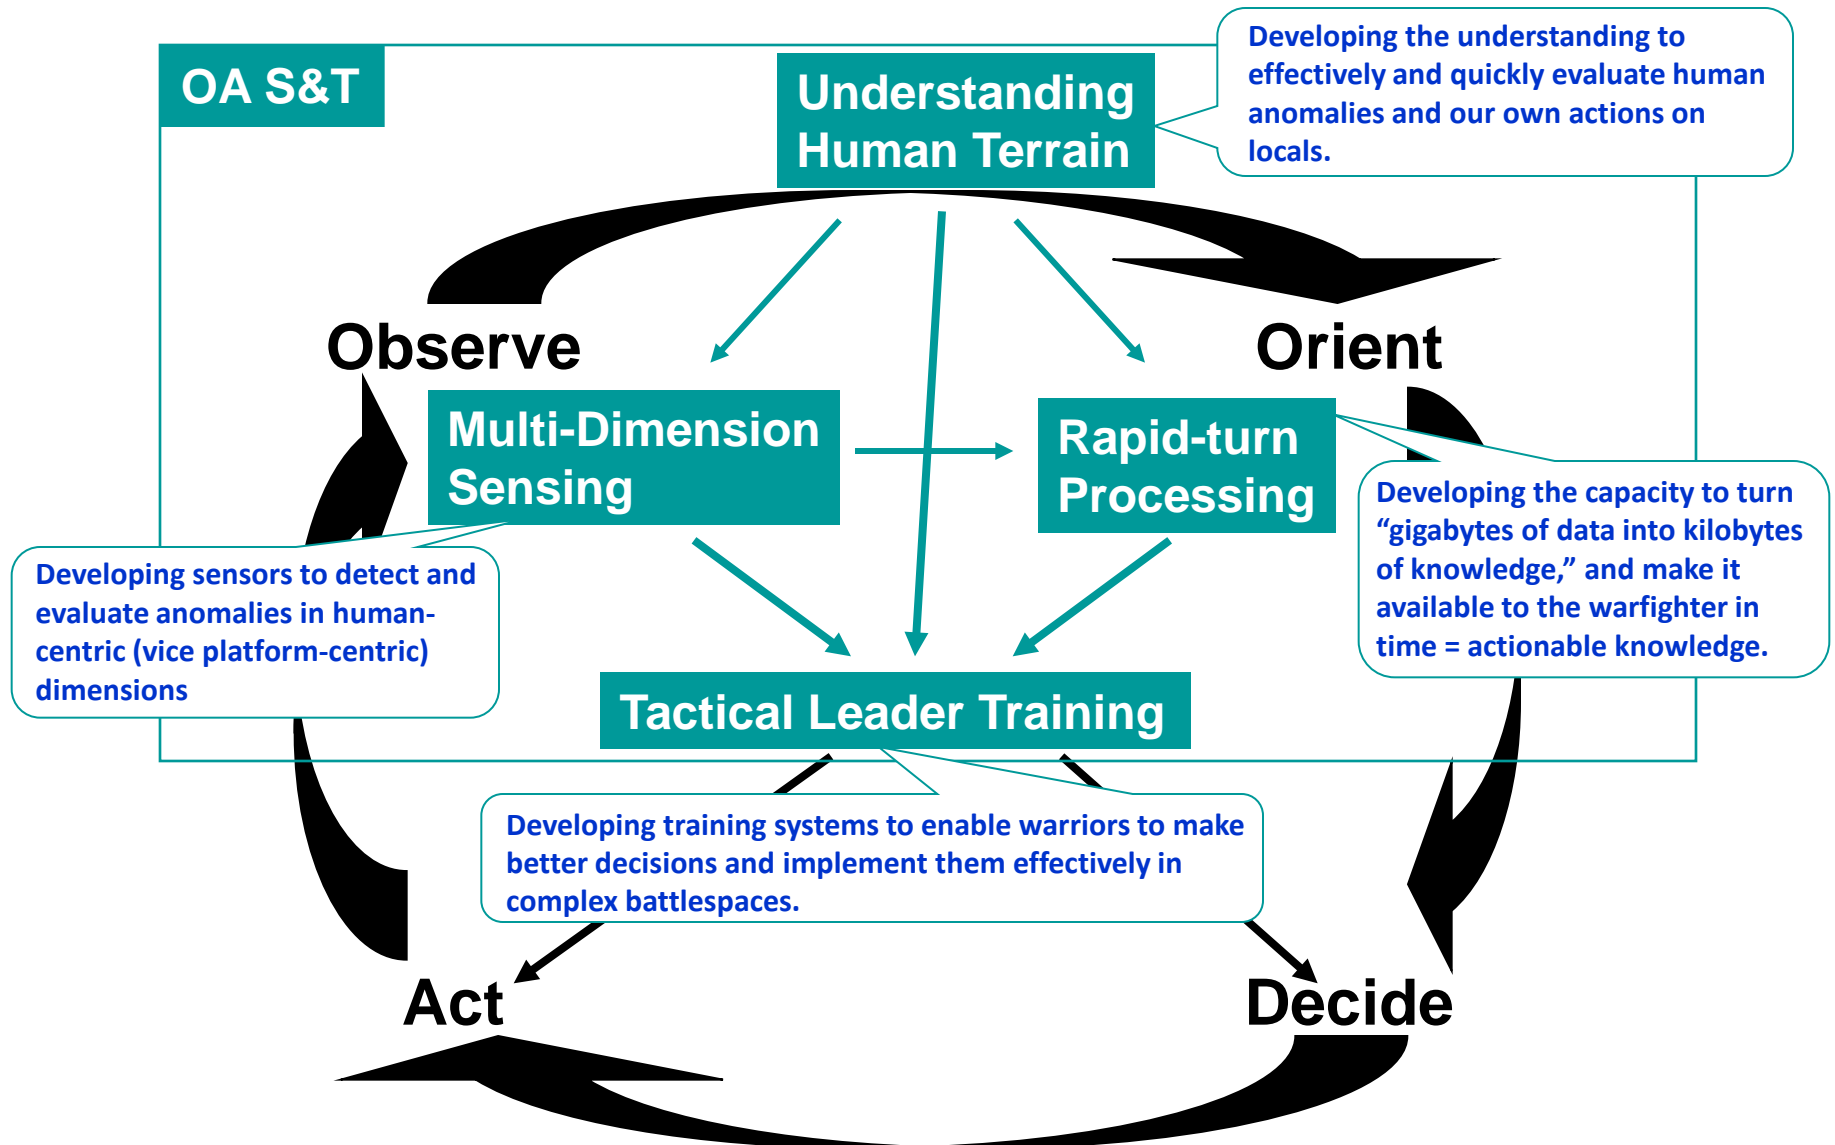 OA S&T
Understanding
Human Terrain
Developing the understanding to
effectively and quickly evaluate human
anomalies and our own actions on
locals.
Observe
Orient
Multi-Dimension
Sensing
Rapid-turn
Processing
Developing sensors to detect and
evaluate anomalies in human-
centric (vice platform-centric)
dimensions
Developing the capacity to turn
“gigabytes of data into kilobytes
of knowledge,” and make it
available to the warfighter in
time = actionable knowledge.
Tactical Leader Training
Developing training systems to enable warriors to make
better decisions and implement them effectively in
complex battlespaces.
Act
Decide